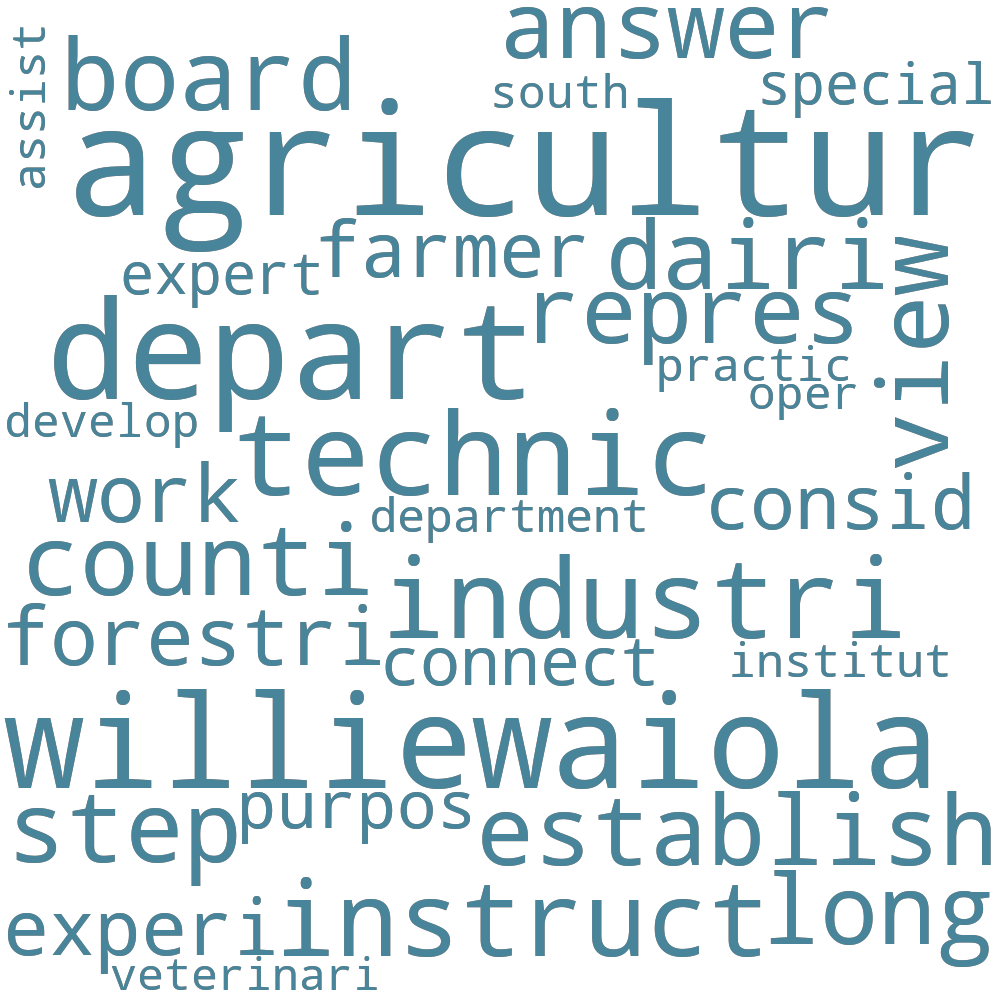 answer
assist
board
south
special
agricultur
farmer
dairi
view
expert
repres
depart
practic
oper
develop
technic
work
consid
department
counti
industri
forestri
connect
institut
williewaiola
step
purpos
establish
experi
instruct
long
veterinari